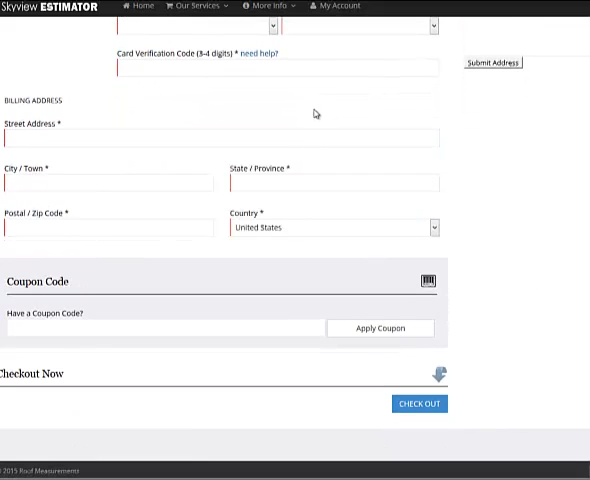 Skyview ESTIMATOR Home Our Services More Info My Account
Card Verification Code (3-4 digits) * need help?
Submit Address
BILLING ADDRESS
Street Address *
City / Town * State / Province *
Postal / Zip Code * Country *
United States
Coupon Code
Have a Coupon Code?
Apply Coupon
Checkout Now
CHECK OUT
2015 Roof Measurements